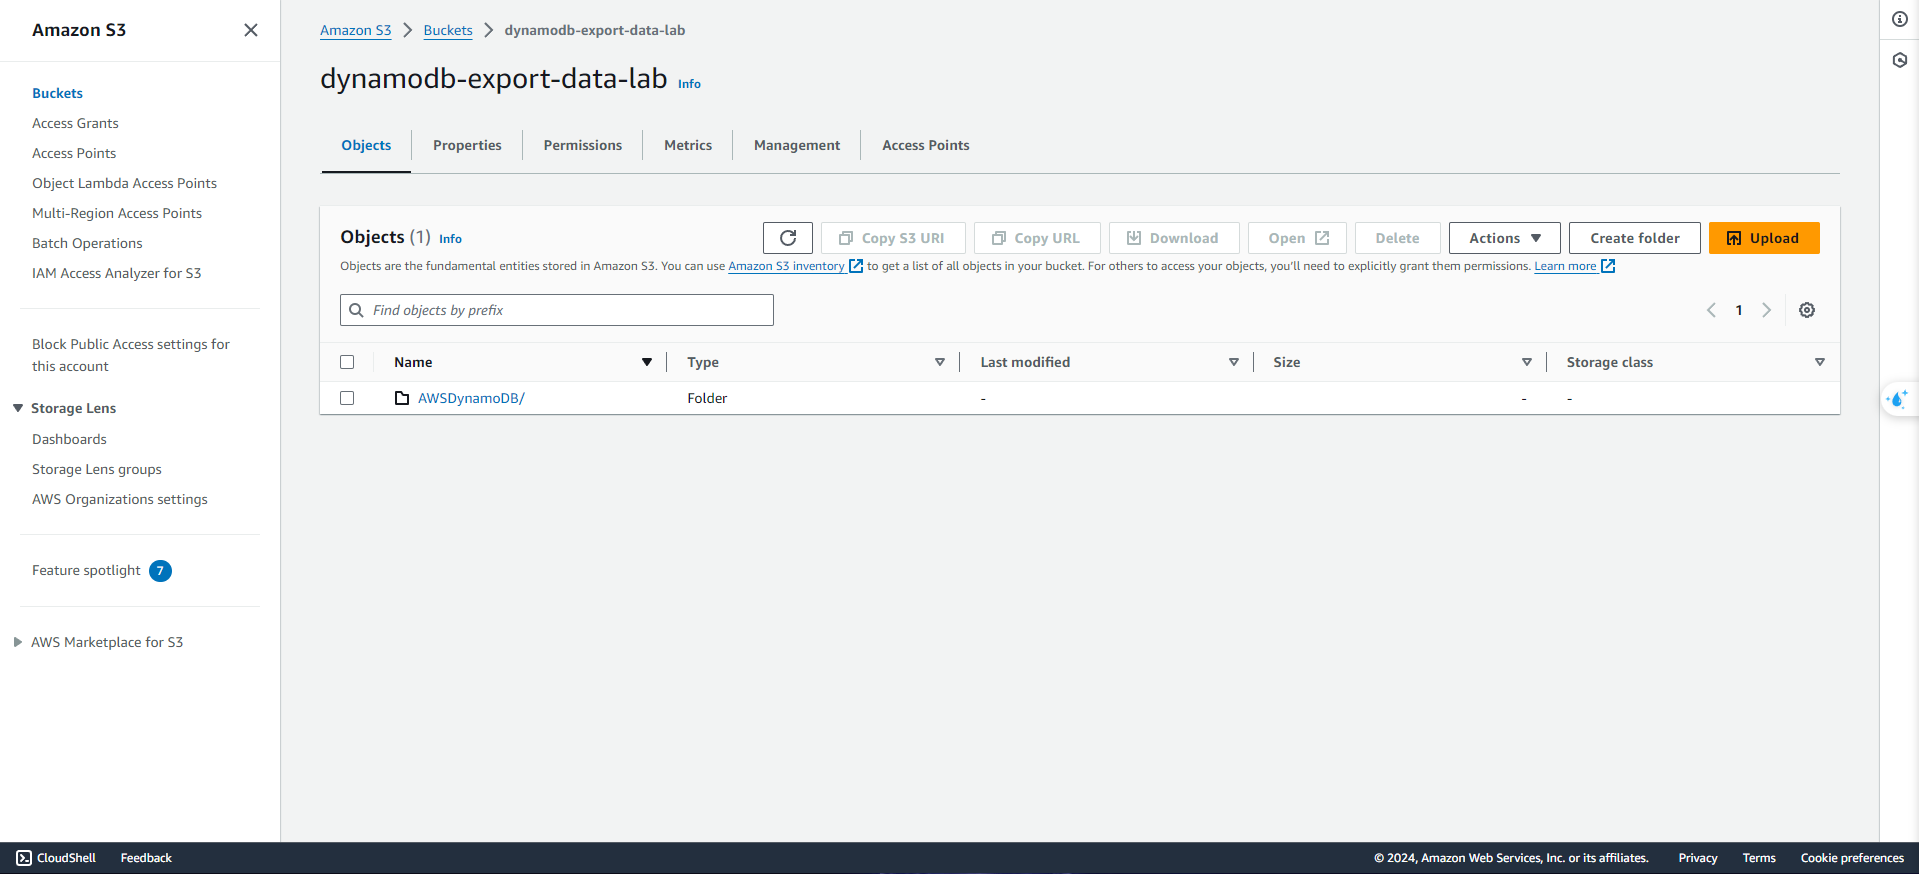 Amazon S3
Buckets
Access Grants
Access Points
Object Lambda Access Points
Multi-Region Access Points
Batch Operations
IAM Access Analyzer for S3
Block Public Access settings for
this account
Storage Lens
Dashboards
Storage Lens groups
AWS Organizations settings
Feature spotlight 7
AWS Marketplace for S3
Amazon S3 Buckets dynamodb-export-data-lab
dynamodb-export-data-lab Info
Objects Properties Permissions Metrics Management Access Points
Objects (1) Info Copy S3 URI Copy URL Download Open Delete Actions Create folder Upload
Objects are the fundamental entities stored in Amazon S3. You can use Amazon S3 inventory to get a list of all objects in your bucket. For others to access your objects, you'll need to explicitly grant them permissions. Learn more
Find objects by prefix 1
Name Type Last modified Size Storage class
AWSDynamoDB/ Folder - - -
CloudShell Feedback © 2024, Amazon Web Services, Inc. or its affiliates. Privacy Terms Cookie preferences